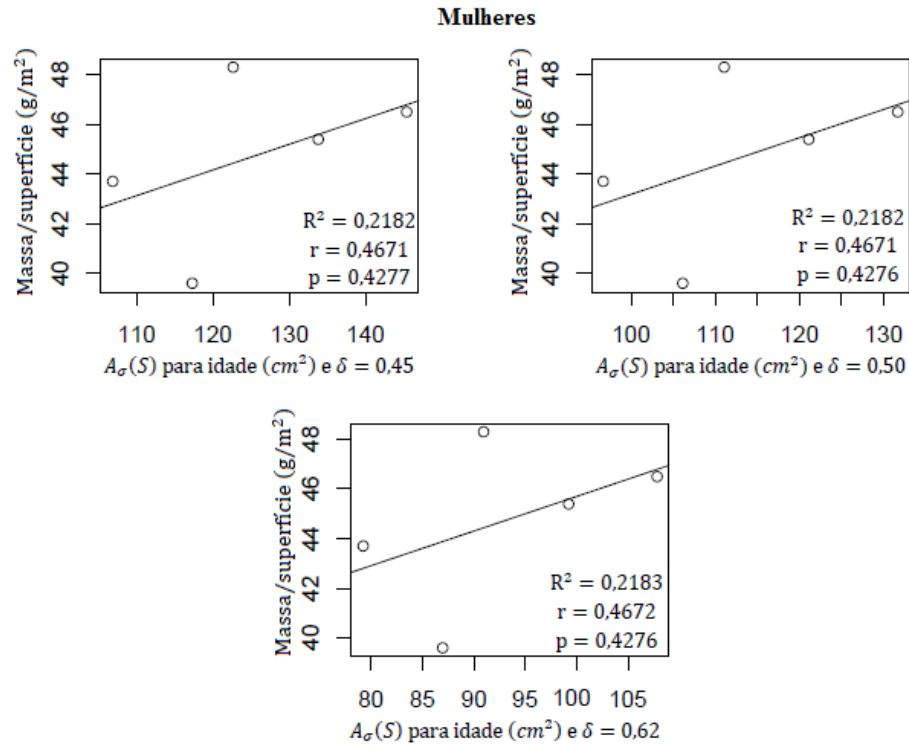 Mulheres
Massa/superfície (g/m²)
48
46
44
42
40
R² = 0,2182
r = 0,4671
p = 0,4277
110 120 130 140
A_σ(S) para idade (cm²) e δ = 0,45
Massa/superfície (g/m²)
48
46
44
42
40
R² = 0,2182
r = 0,4671
p = 0,4276
100 110 120 130
A_σ(S) para idade (cm²) e δ = 0,50
Massa/superfície (g/m²)
48
46
44
42
40
R² = 0,2183
r = 0,4672
p = 0,4276
80 85 90 95 100 105
A_σ(S) para idade (cm²) e δ = 0,62